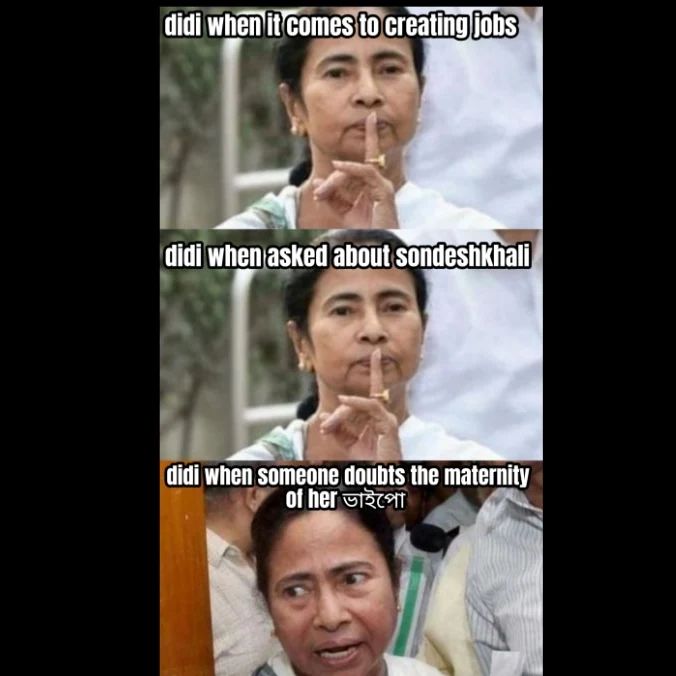 didi when it comes to creating jobs
didi when asked about sondeshkhali
didi when someone doubts the maternity
of her ভাইপো